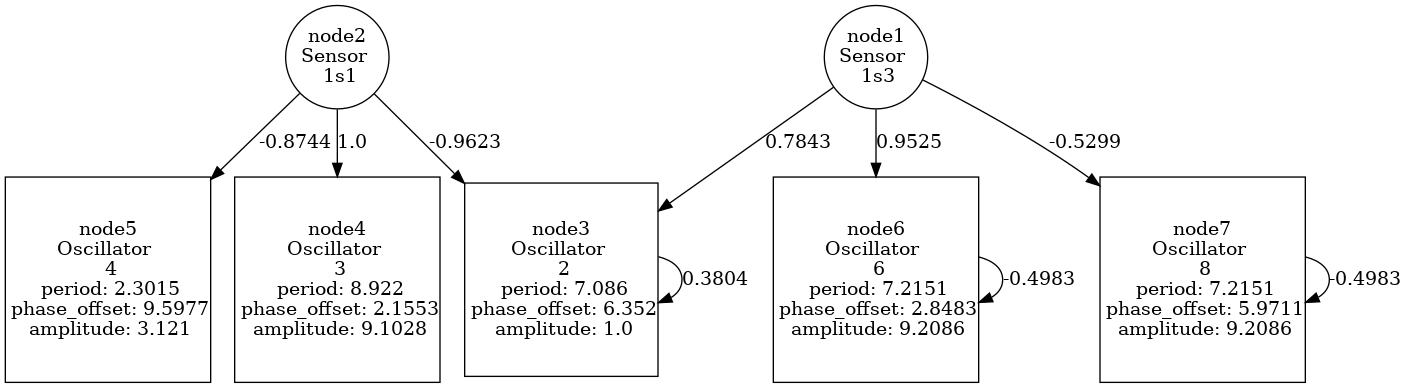 node2
Sensor
1s1
node1
Sensor
1s3
-0.8744
1.0
-0.9623
0.7843
0.9525
-0.5299
node5
Oscillator
4
period: 2.3015
phase_offset: 9.5977
amplitude: 3.121
node4
Oscillator
3
period: 8.922
phase_offset: 2.1553
amplitude: 9.1028
node3
Oscillator
2
period: 7.086
phase_offset: 6.352
amplitude: 1.0
0.3804
node6
Oscillator
6
period: 7.2151
phase_offset: 2.8483
amplitude: 9.2086
-0.4983
node7
Oscillator
8
period: 7.2151
phase_offset: 5.9711
amplitude: 9.2086
-0.4983